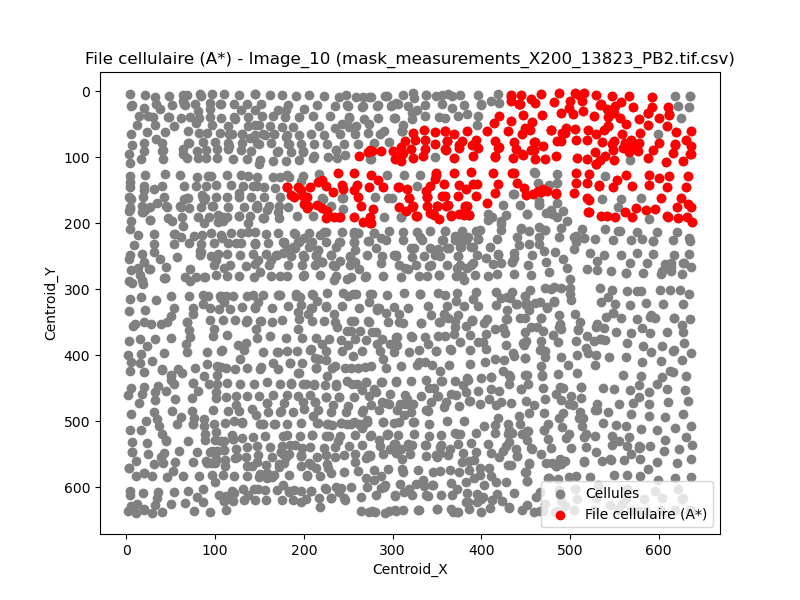 File cellulaire (A*) - Image_10 (mask_measurements_X200_13823_PB2.tif.csv)
Centroid_Y
0
100
200
300
400
500
600
Cellules
File cellulaire (A*)
0 100 200 300 400 500 600
Centroid_X